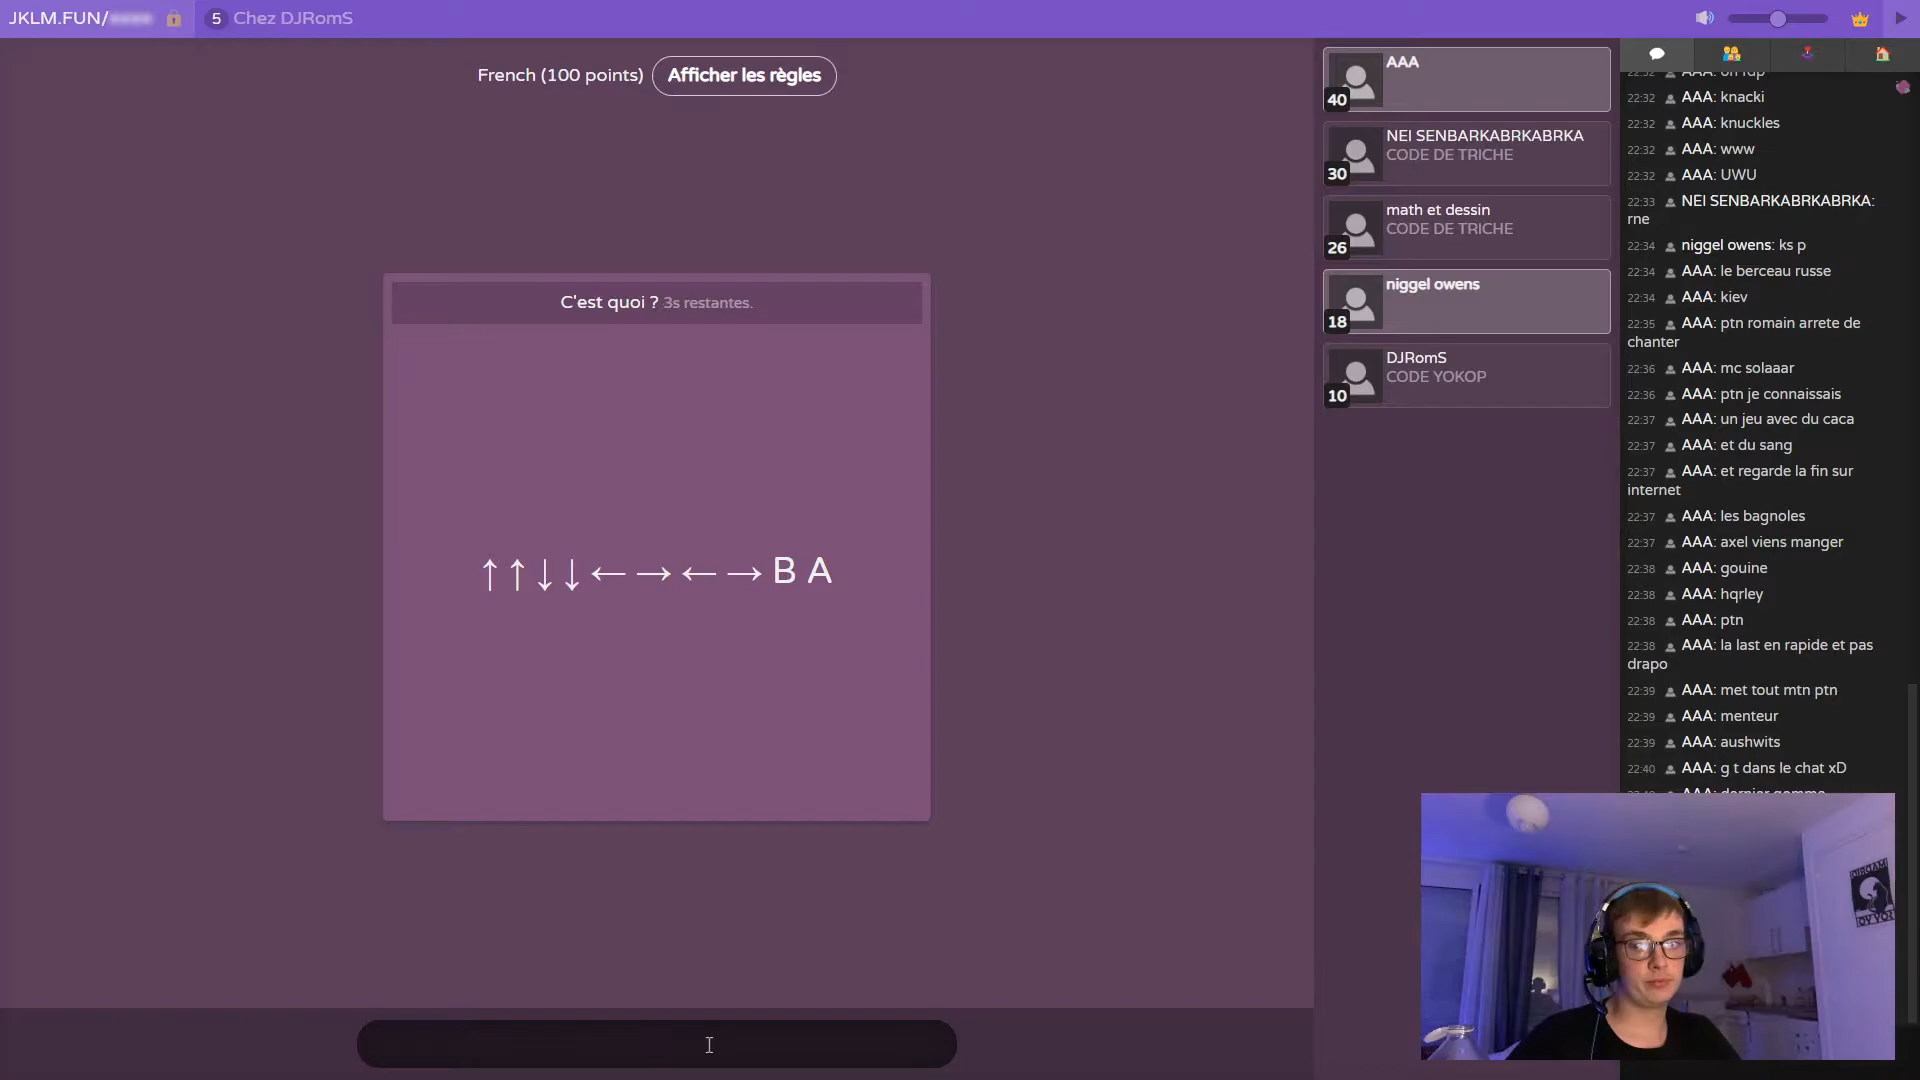 JKLM.FUN/
5 Chez DJRomS
French (100 points) Afficher les règles
C'est quoi ? 3s restantes.
↑ ↑ ↓ ↓ ← → ← → B A
AAA
40
NEI SENBARKABRKABRKA
CODE DE TRICHE
30
math et dessin
CODE DE TRICHE
26
niggel owens
18
DJRomS
CODE YOKOP
10
22:32 AAA: knacki
22:32 AAA: knuckles
22:32 AAA: www
22:32 AAA: UWU
22:33 NEI SENBARKABRKABRKA:
rne
22:34 niggel owens: ks p
22:34 AAA: le berceau russe
22:34 AAA: kiev
22:35 AAA: ptn romain arrete de
chanter
22:36 AAA: mc solaaar
22:36 AAA: ptn je connaissais
22:37 AAA: un jeu avec du caca
22:37 AAA: et du sang
22:37 AAA: et regarde la fin sur
internet
22:37 AAA: les bagnoles
22:37 AAA: axel viens manger
22:38 AAA: gouine
22:38 AAA: hqrley
22:38 AAA: ptn
22:38 AAA: la last en rapide et pas
drapo
22:39 AAA: met tout mtn ptn
22:39 AAA: menteur
22:39 AAA: aushwits
22:40 AAA: g t dans le chat xD